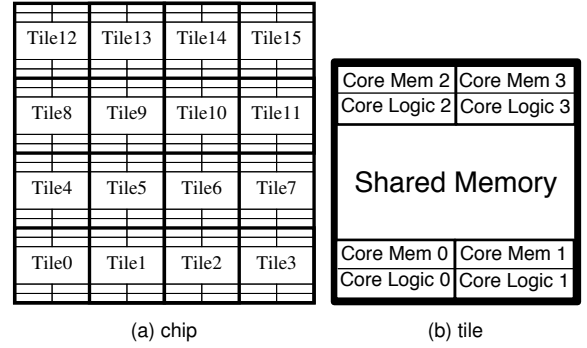 Tile12 Tile13 Tile14 Tile15
Tile8 Tile9 Tile10 Tile11
Tile4 Tile5 Tile6 Tile7
Tile0 Tile1 Tile2 Tile3
(a) chip
Core Mem 2 Core Mem 3
Core Logic 2 Core Logic 3
Shared Memory
Core Mem 0 Core Mem 1
Core Logic 0 Core Logic 1
(b) tile